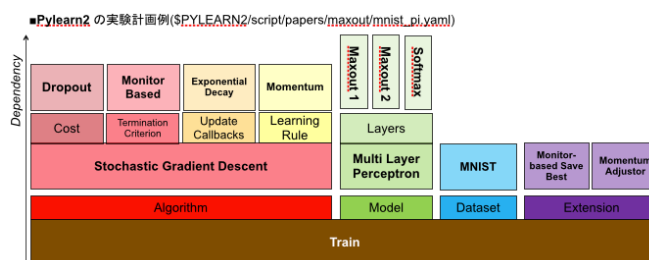 ■Pylearn2 の実験計画例($PYLEARN2/script/papers/maxout/mnist_pi.yaml)
Dependency
Dropout
Monitor
Based
Exponential
Decay
Momentum
Maxout 1
Maxout 2
Softmax
Cost
Termination
Criterion
Update
Callbacks
Learning
Rule
Layers
Stochastic Gradient Descent
Multi Layer
Perceptron
MNIST
Monitor-
based Save
Best
Momentum
Adjustor
Algorithm
Model
Dataset
Extension
Train